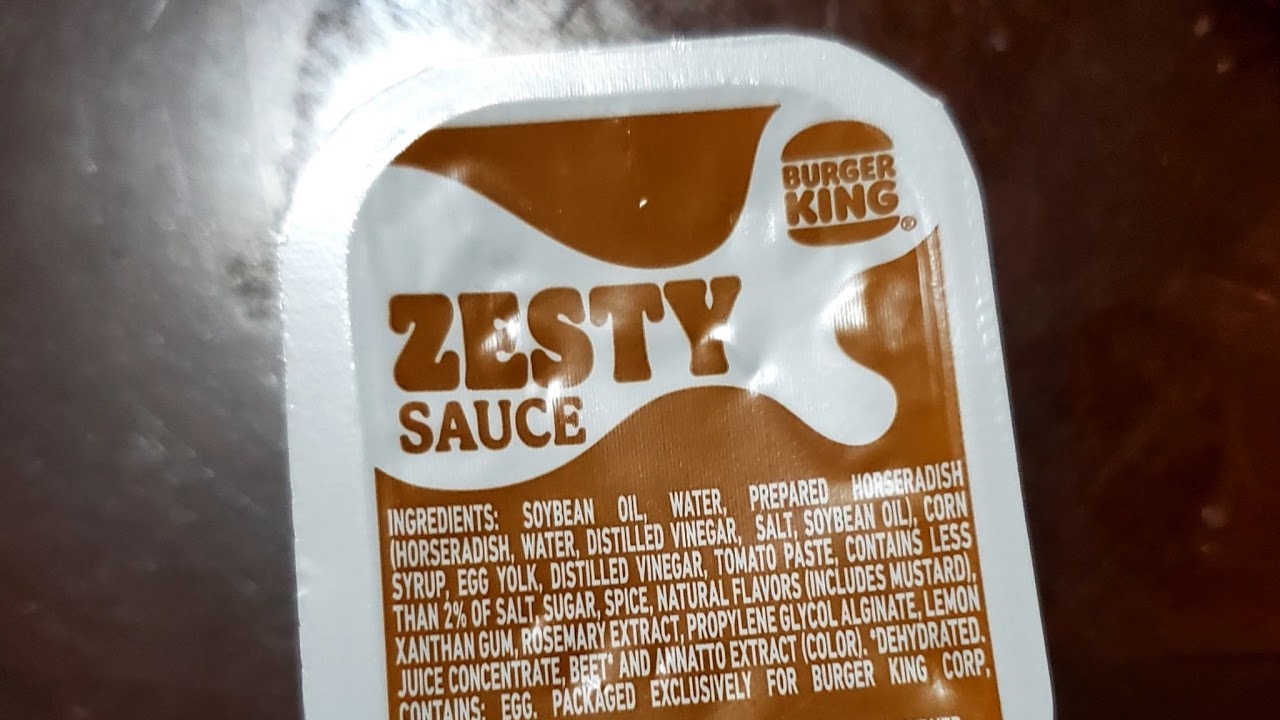 BURGER
KING®
ZESTY
SAUCE
INGREDIENTS: SOYBEAN OIL, WATER, PREPARED HORSERADISH
(HORSERADISH, WATER, DISTILLED VINEGAR, SALT, SOYBEAN OIL), CORN
SYRUP, EGG YOLK, DISTILLED VINEGAR, TOMATO PASTE, CONTAINS LESS
THAN 2% OF SALT, SUGAR, SPICE, NATURAL FLAVORS (INCLUDES MUSTARD),
XANTHAN GUM, ROSEMARY EXTRACT, PROPYLENE GLYCOL ALGINATE, LEMON
JUICE CONCENTRATE, BEET* AND ANNATTO EXTRACT (COLOR). *DEHYDRATED.
CONTAINS: EGG. PACKAGED EXCLUSIVELY FOR BURGER KING CORP,